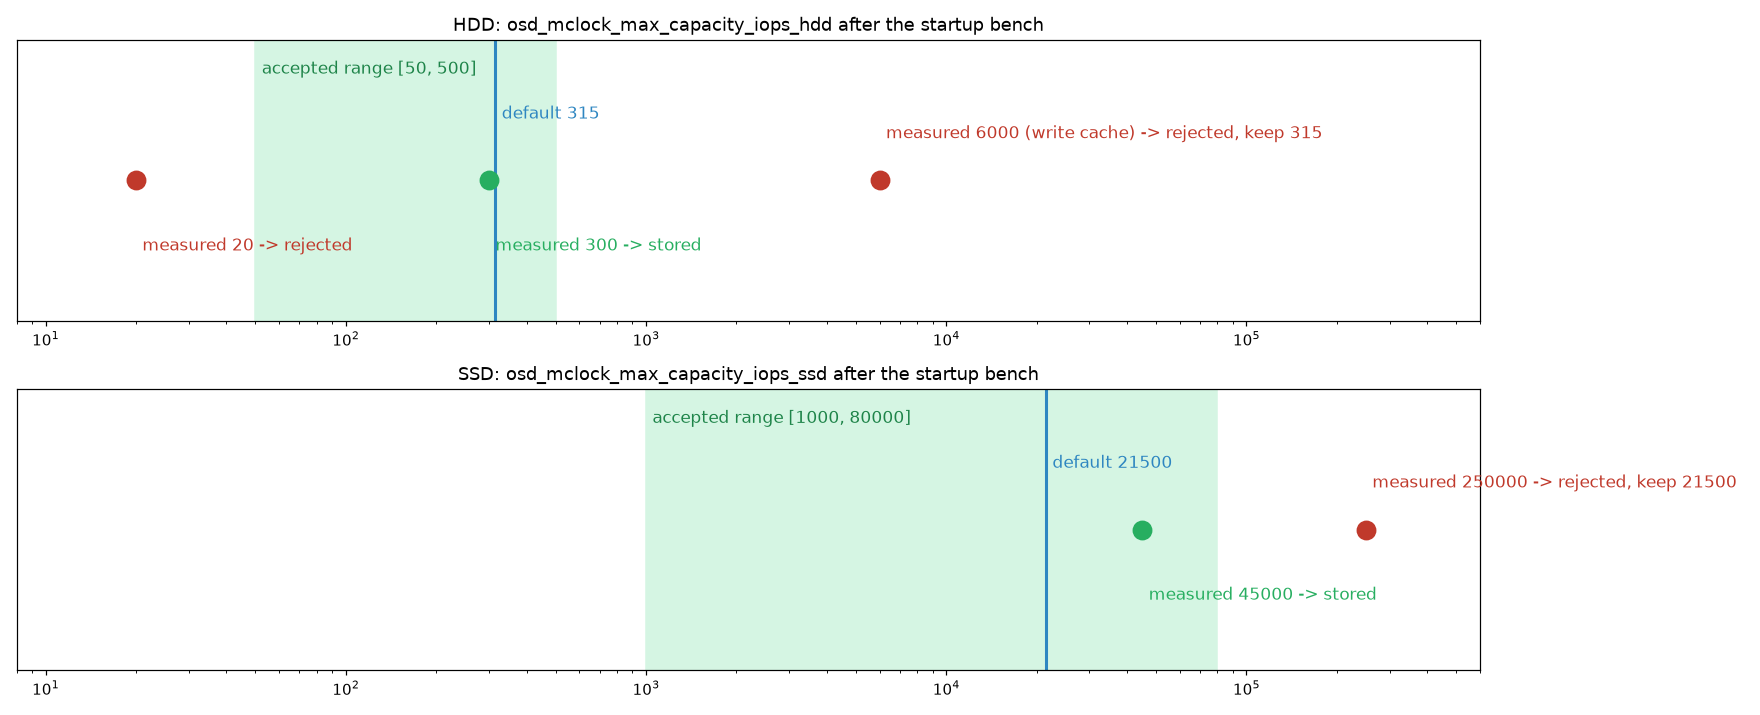 HDD: osd_mclock_max_capacity_iops_hdd after the startup bench
accepted range [50, 500]
default 315
measured 6000 (write cache) -> rejected, keep 315
measured 20 -> rejected
measured 300 -> stored
10¹
10²
10³
10⁴
10⁵
SSD: osd_mclock_max_capacity_iops_ssd after the startup bench
accepted range [1000, 80000]
default 21500
measured 250000 -> rejected, keep 21500
measured 45000 -> stored
10¹
10²
10³
10⁴
10⁵